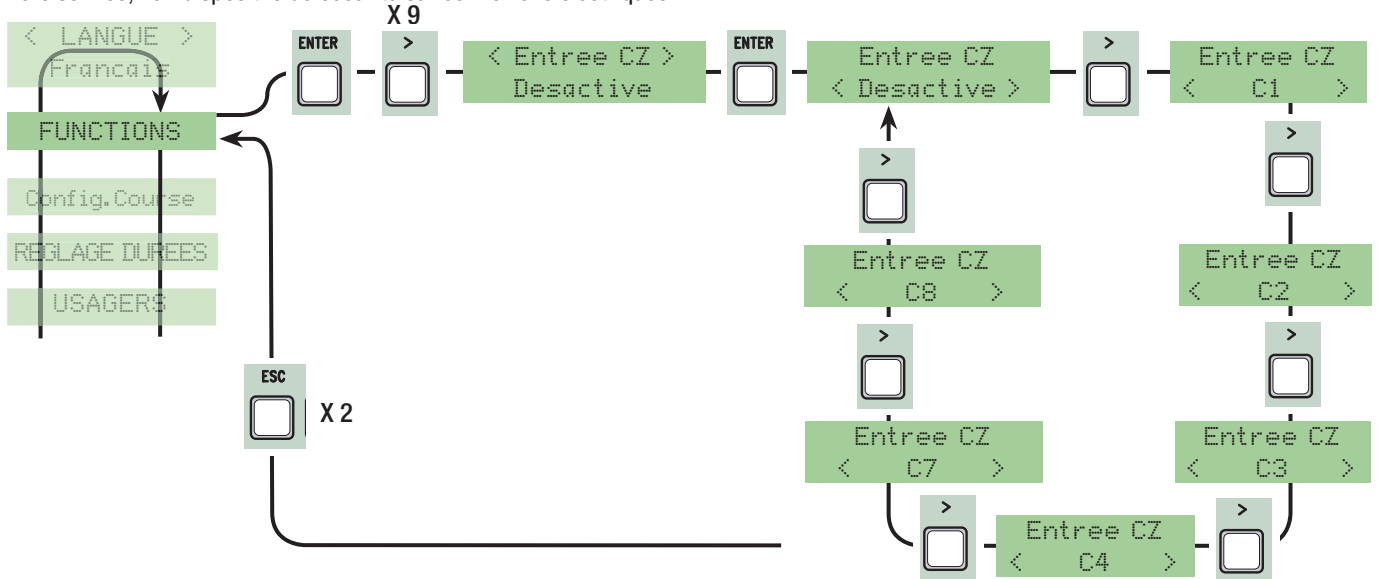 X 9
< LANGUE >
Francais
FUNCTIONS
Config.Course
REGLAGE DUREES
USAGERS
ENTER
>
< Entree CZ >
Desactive
ENTER
Entree CZ
< Desactive >
>
Entree CZ
< C1 >
>
Entree CZ
< C2 >
>
Entree CZ
< C3 >
>
Entree CZ
< C4 >
>
Entree CZ
< C7 >
>
Entree CZ
< C8 >
>
ESC
X 2